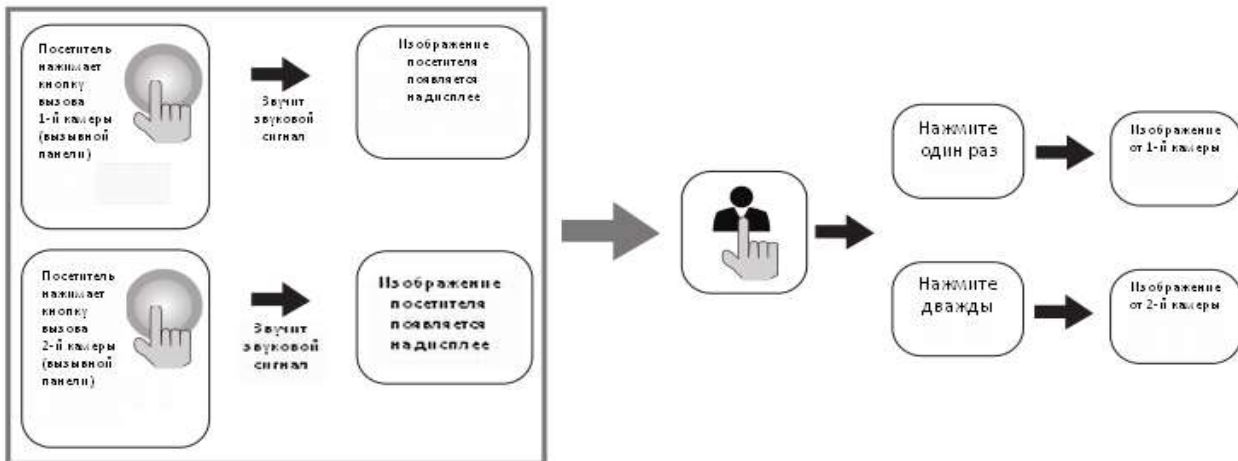 Посетитель
нажимает
кнопку
вызова
1-й камеры
(вызывной
панели)
Звучит
звуковой
сигнал
Изображение
посетителя
появляется
на дисплее
Посетитель
нажимает
кнопку
вызова
2-й камеры
(вызывной
панели)
Звучит
звуковой
сигнал
Изображение
посетителя
появляется
на дисплее
Нажмите
один раз
Изображение
от 1-й камеры
Нажмите
дважды
Изображение
от 2-й камеры